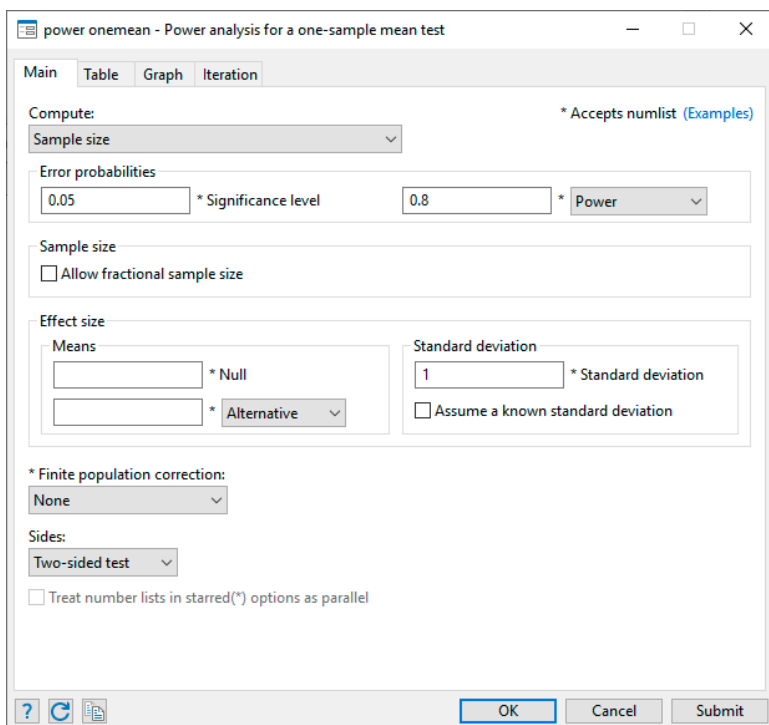 power onemean - Power analysis for a one-sample mean test
Main Table Graph Iteration
Compute: * Accepts numlist (Examples)
Sample size
Error probabilities
0.05 * Significance level 0.8 * Power
Sample size
Allow fractional sample size
Effect size
Means Standard deviation
* Null 1 * Standard deviation
* Alternative Assume a known standard deviation
* Finite population correction:
None
Sides:
Two-sided test
Treat number lists in starred(*) options as parallel
? OK Cancel Submit